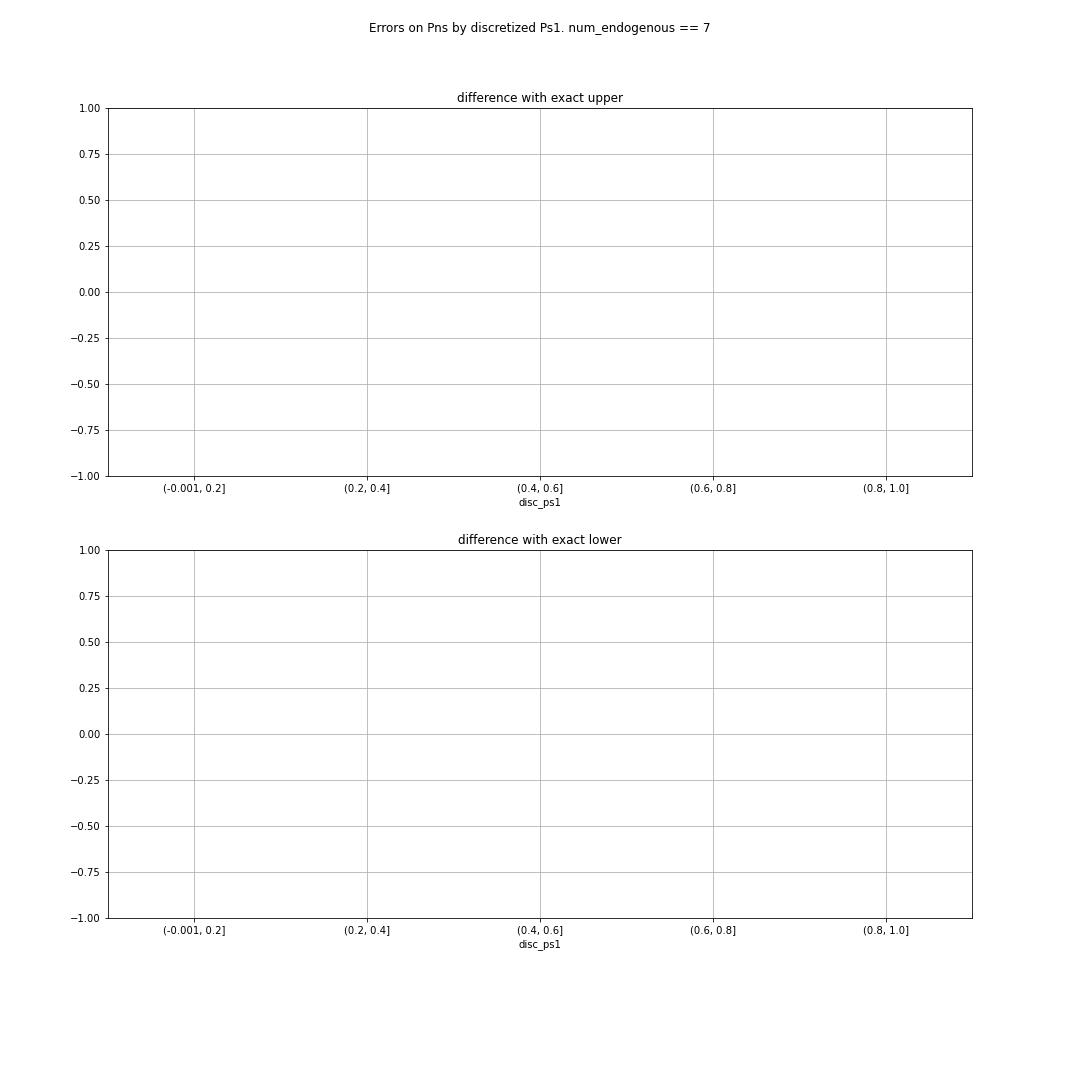 Errors on Pns by discretized Ps1. num_endogenous == 7
difference with exact upper
1.00
0.75
0.50
0.25
0.00
−0.25
−0.50
−0.75
−1.00
(-0.001, 0.2] (0.2, 0.4] (0.4, 0.6] (0.6, 0.8] (0.8, 1.0]
disc_ps1
difference with exact lower
1.00
0.75
0.50
0.25
0.00
−0.25
−0.50
−0.75
−1.00
(-0.001, 0.2] (0.2, 0.4] (0.4, 0.6] (0.6, 0.8] (0.8, 1.0]
disc_ps1